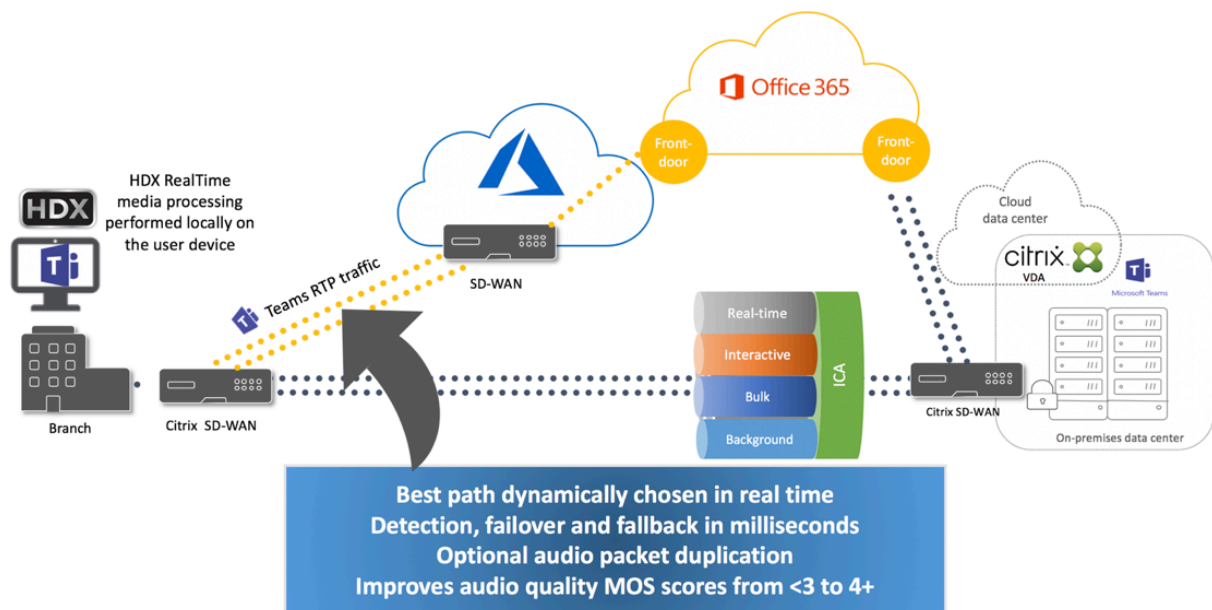 Office 365
Front-
door
Front-
door
HDX RealTime
media processing
performed locally on
the user device
HDX
Cloud
data center
citrix
VDA
Microsoft Teams
SD-WAN
Teams RTP traffic
Real-time
Interactive
Bulk
Background
ICA
Branch
Citrix SD-WAN
Citrix SD-WAN
On-premises data center
Best path dynamically chosen in real time
Detection, failover and fallback in milliseconds
Optional audio packet duplication
Improves audio quality MOS scores from <3 to 4+